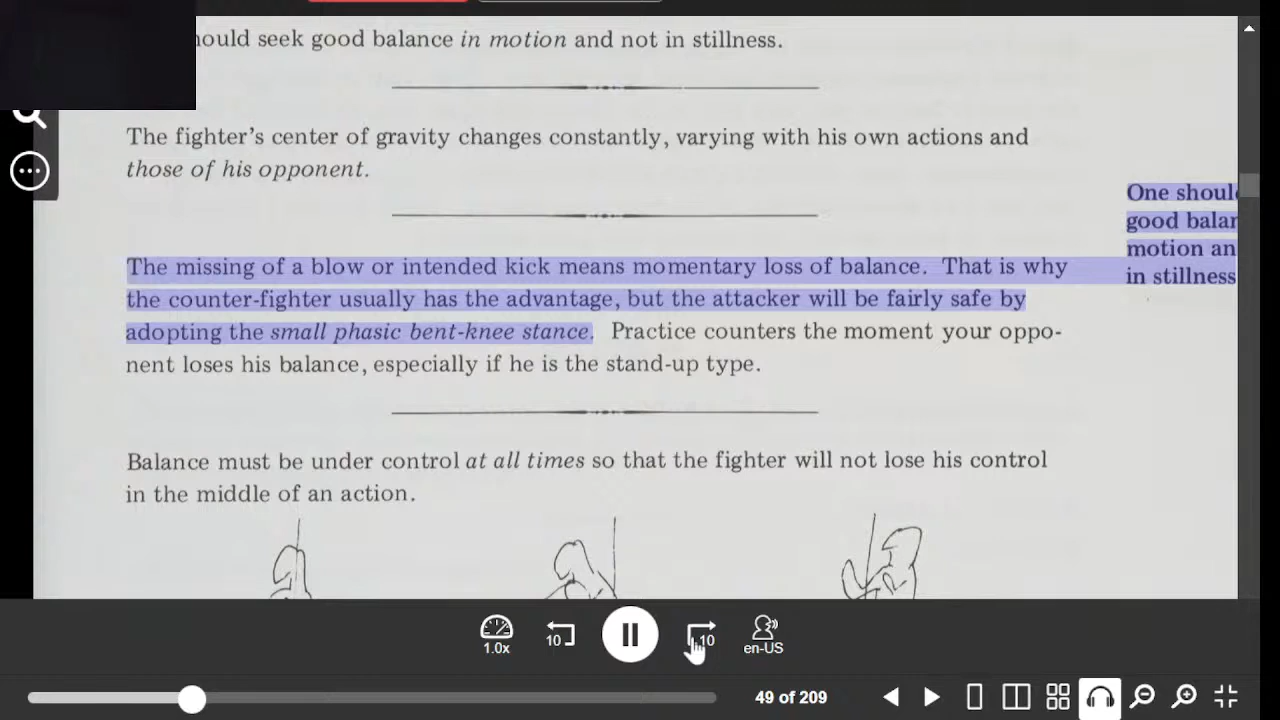 should seek good balance in motion and not in stillness.
The fighter's center of gravity changes constantly, varying with his own actions and
those of his opponent.
The missing of a blow or intended kick means momentary loss of balance. That is why
the counter-fighter usually has the advantage, but the attacker will be fairly safe by
adopting the small phasic bent-knee stance. Practice counters the moment your oppo-
nent loses his balance, especially if he is the stand-up type.
Balance must be under control at all times so that the fighter will not lose his control
in the middle of an action.
One should
good balan
motion an
in stillness
1.0x
10
10
en-US
49 of 209